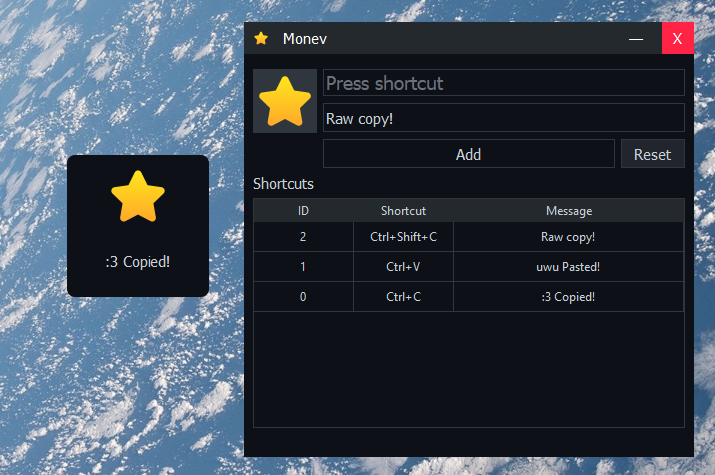 Monev
X
Press shortcut
Raw copy!
Add
Reset
Shortcuts
ID Shortcut Message
2 Ctrl+Shift+C Raw copy!
1 Ctrl+V uwu Pasted!
0 Ctrl+C :3 Copied!
:3 Copied!